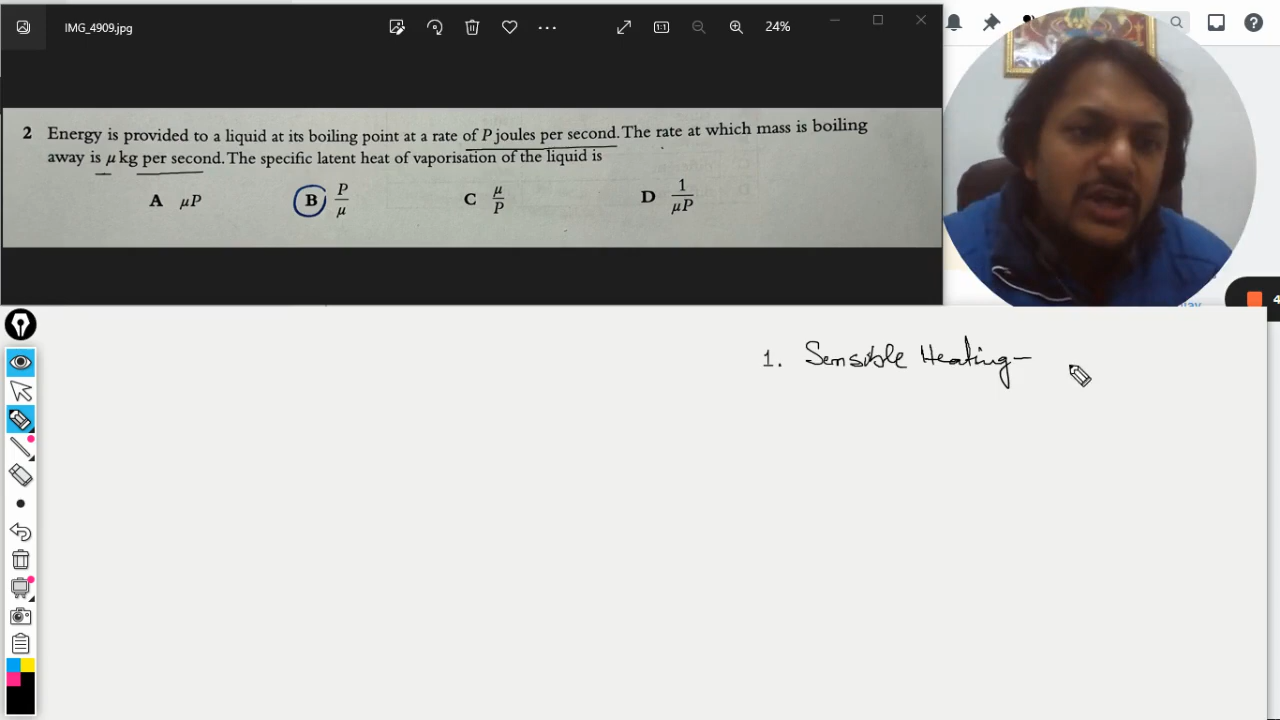 IMG_4909.jpg
24%
2 Energy is provided to a liquid at its boiling point at a rate of P joules per second. The rate at which mass is boiling
away is μ kg per second. The specific latent heat of vaporisation of the liquid is
A μP B P/μ C μ/P D 1/μP
4
1. Sensible Heating-